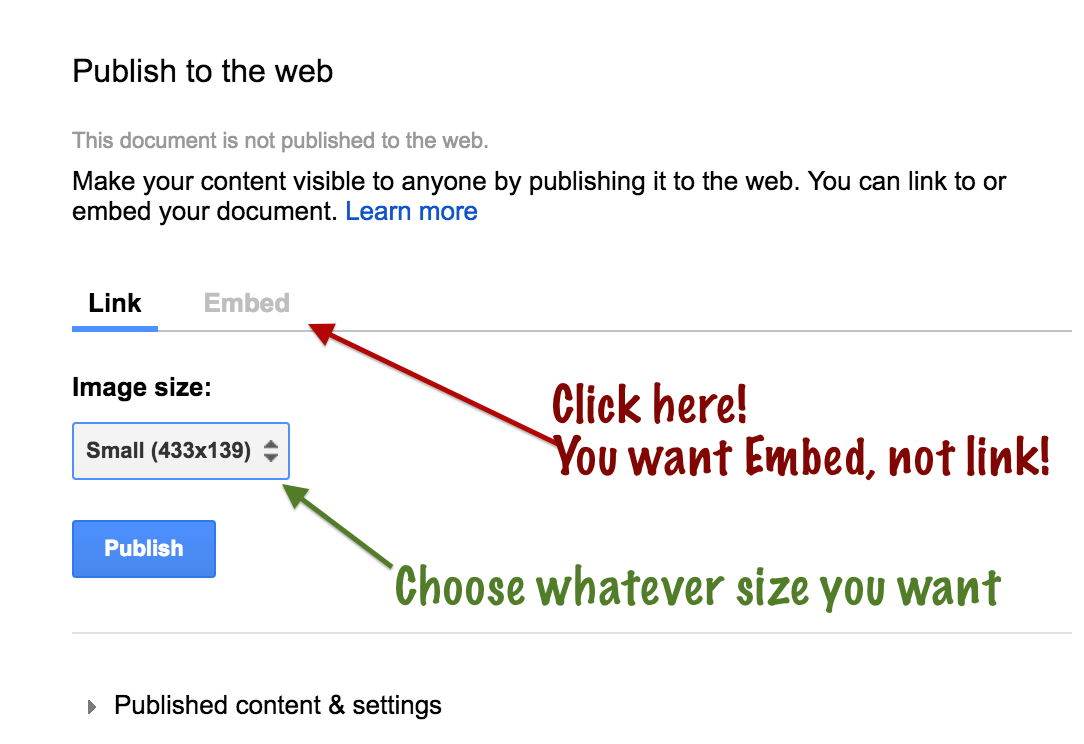 Publish to the web
This document is not published to the web.
Make your content visible to anyone by publishing it to the web. You can link to or
embed your document. Learn more
Link Embed
Image size:
Click here!
Small (433x139)
You want Embed, not link!
Publish
Choose whatever size you want
Published content & settings